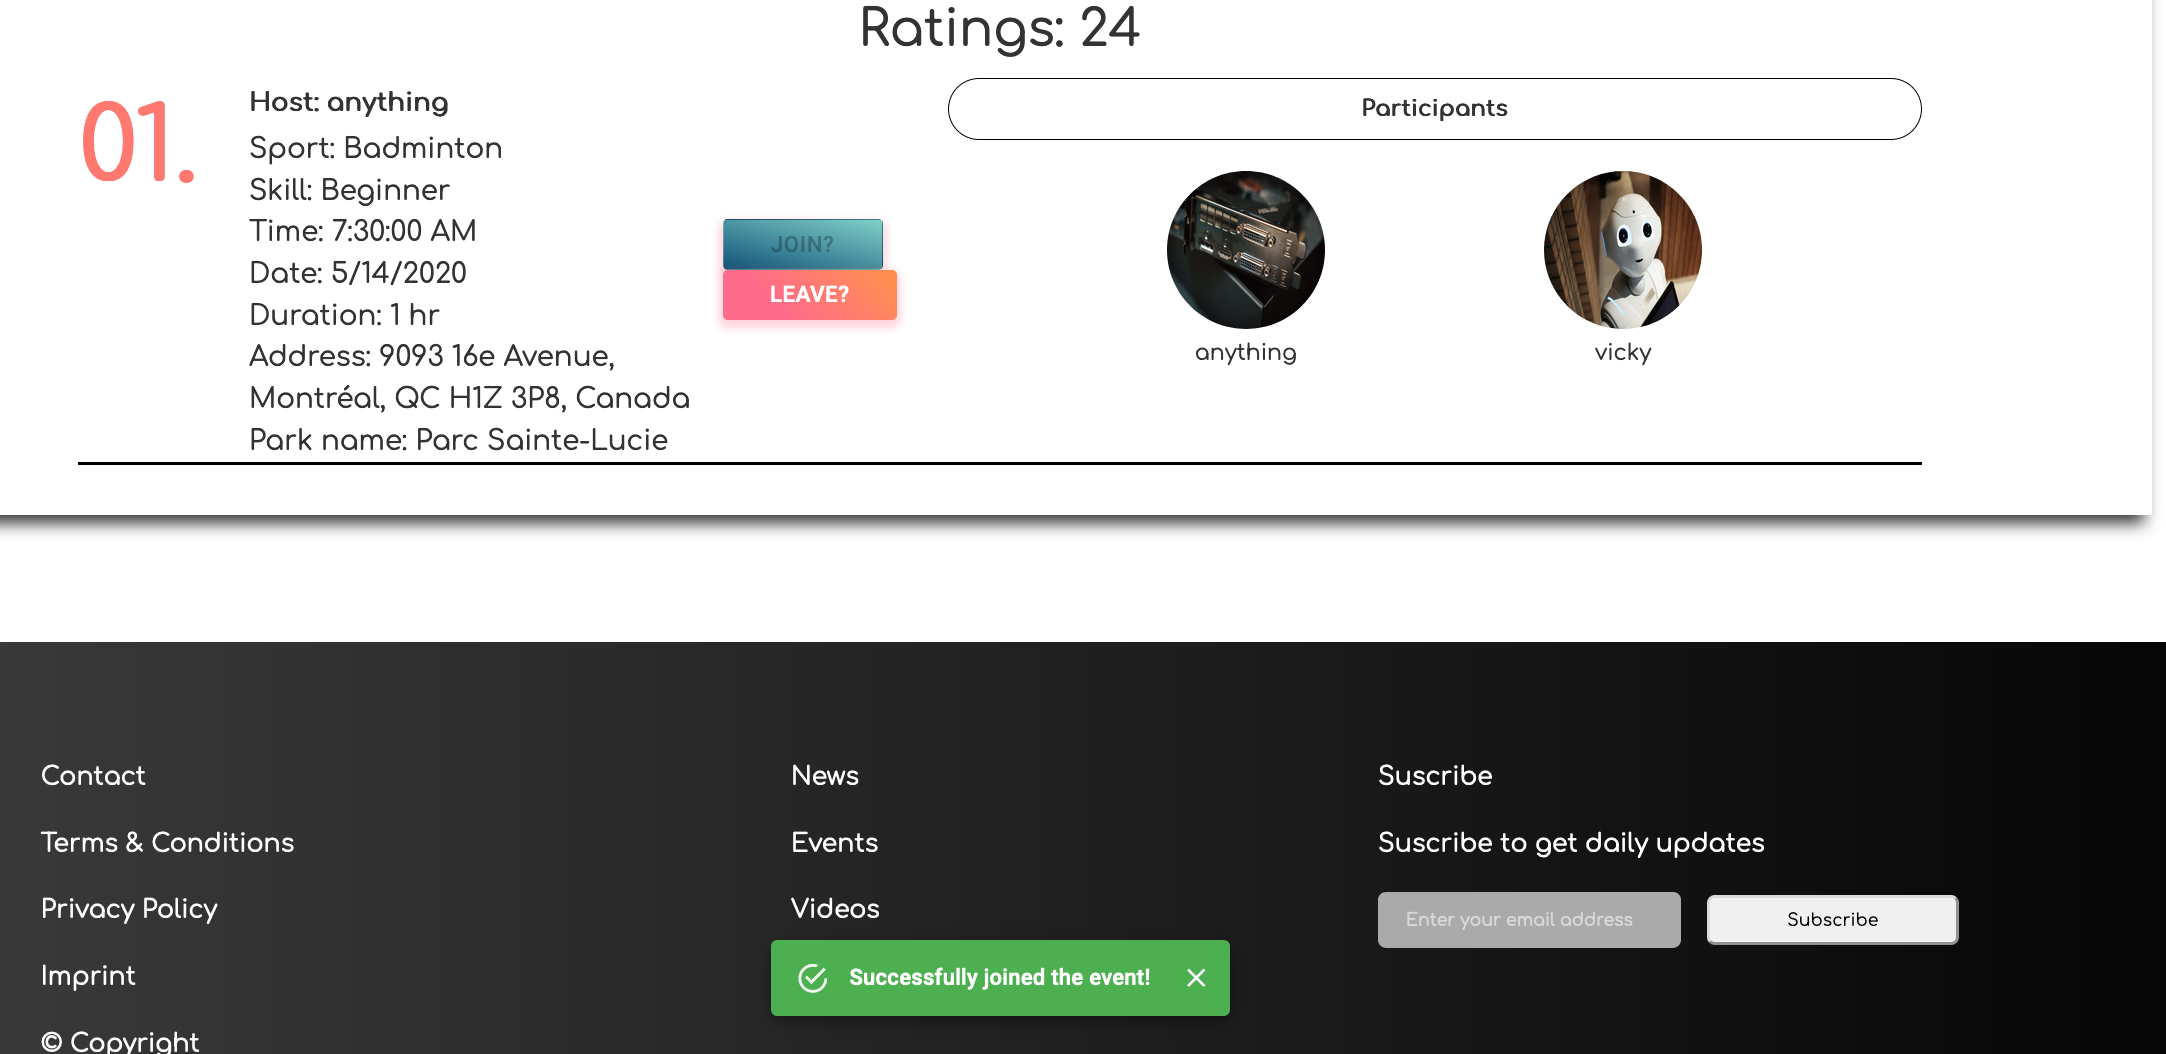 Ratings: 24
01.
Host: anything
Sport: Badminton
Skill: Beginner
Time: 7:30:00 AM
Date: 5/14/2020
Duration: 1 hr
Address: 9093 16e Avenue,
Montréal, QC H1Z 3P8, Canada
Park name: Parc Sainte-Lucie
JOIN?
LEAVE?
Participants
anything
vicky
Contact
Terms & Conditions
Privacy Policy
Imprint
© Copyright
News
Events
Videos
Suscribe
Suscribe to get daily updates
Enter your email address
Subscribe
Successfully joined the event!